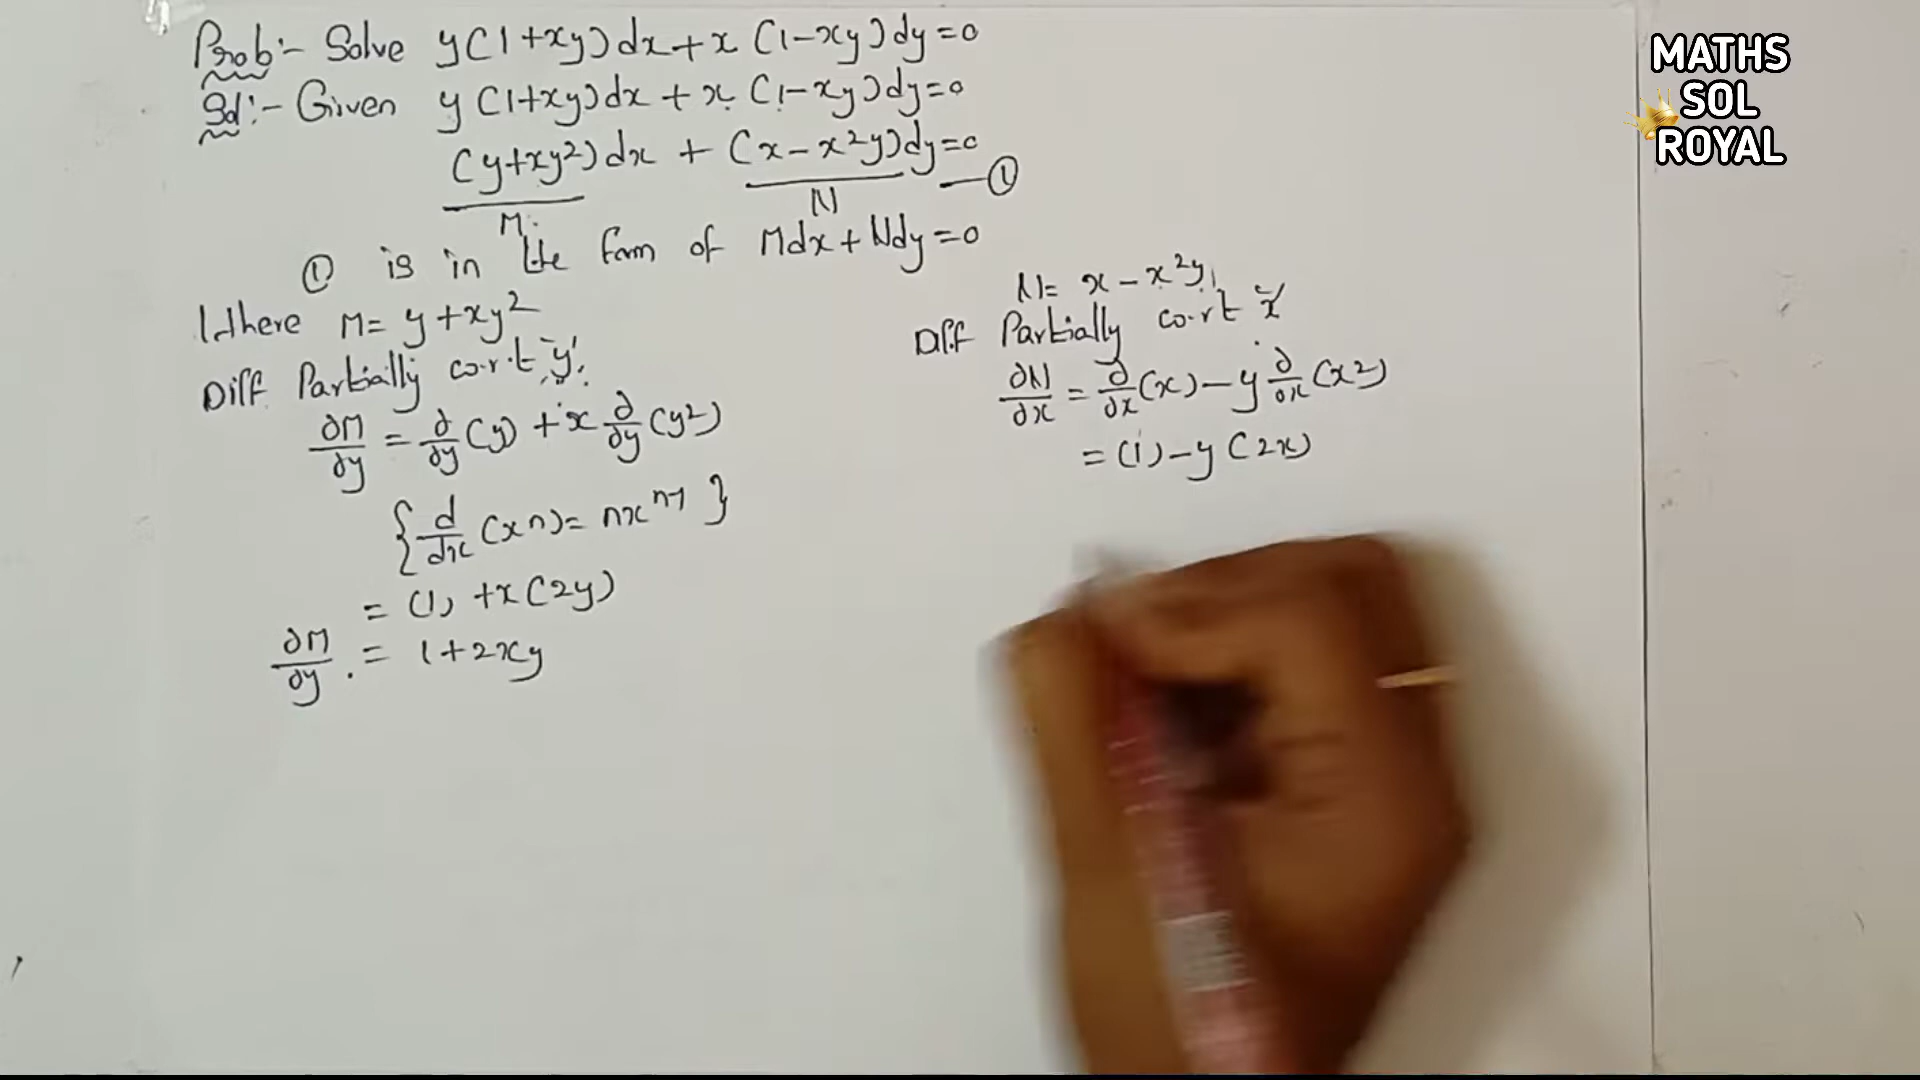 Prob:- Solve y(1+xy)dx+x(1-xy)dy=0
Sol:- Given y(1+xy)dx+x(1-xy)dy=0
(y+xy²)dx + (x-x²y)dy=0 —①
M N
① is in the form of Mdx+Ndy=0
Where M= y+xy²
Diff Partially w.r.t 'y'
∂M/∂y = ∂/∂y(y) + x ∂/∂y(y²)
{d/dx(xn)= nxⁿ⁻¹}
= (1) +x(2y)
∂M/∂y = 1+2xy
N= x-x²y
Diff Partially w.r.t 'x'
∂N/∂x = ∂/∂x(x) - y ∂/∂x(x²)
= (1)-y(2x)
MATHS
SOL
ROYAL